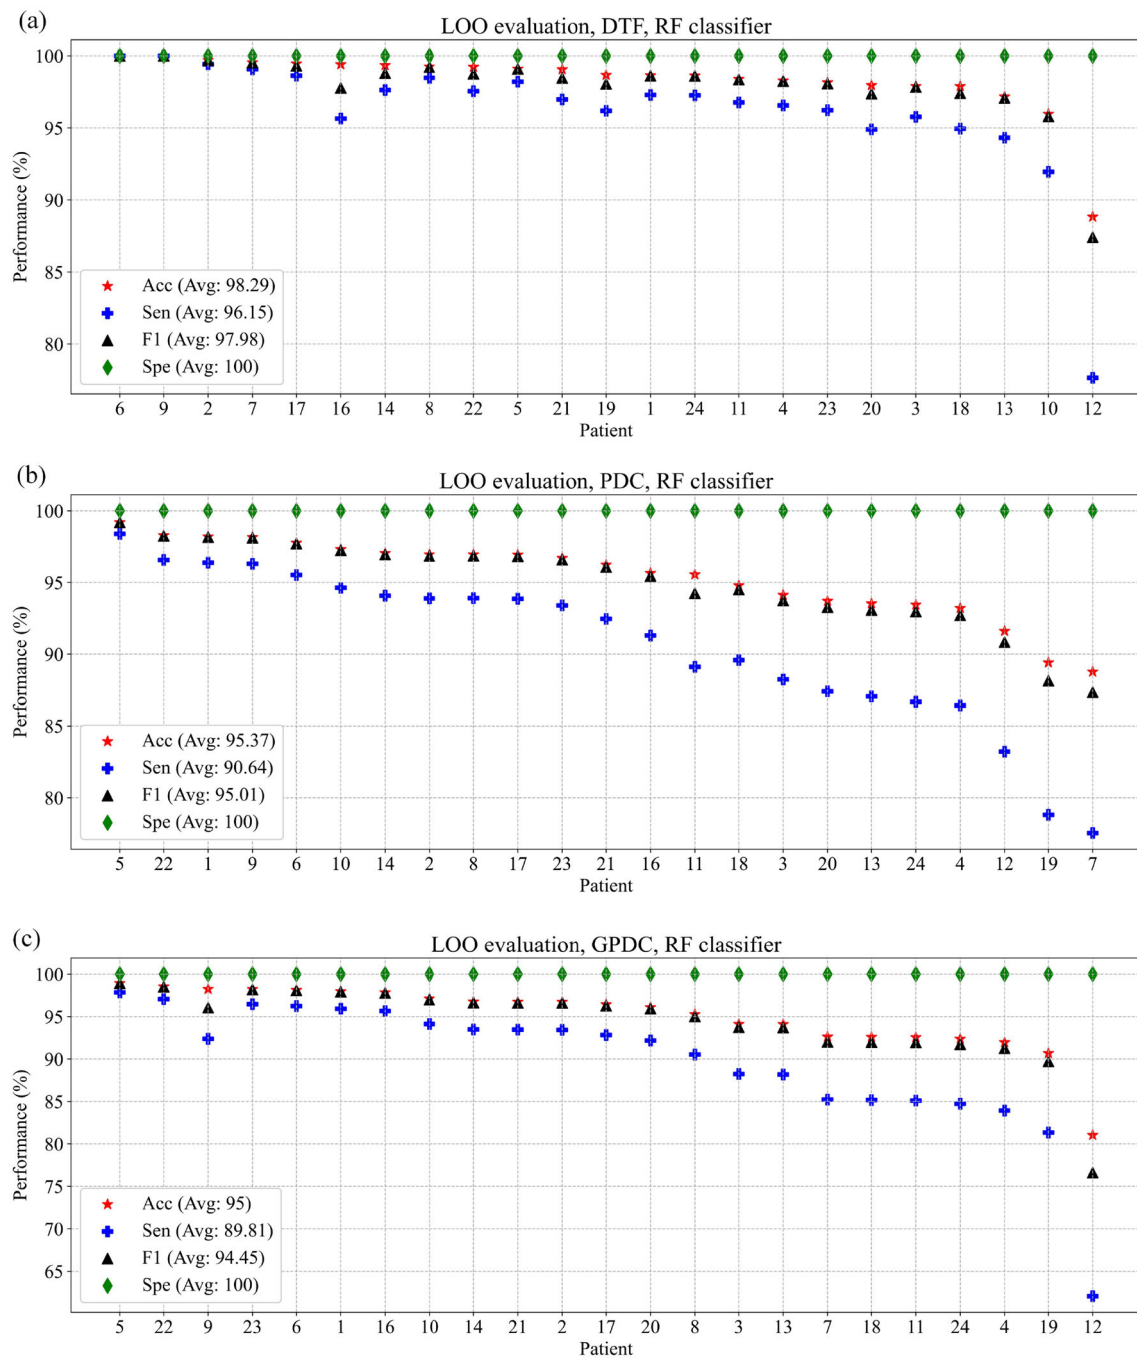 (a)
LOO evaluation, DTF, RF classifier
100
95
90
85
80
Performance (%)
Acc (Avg: 98.29)
Sen (Avg: 96.15)
F1 (Avg: 97.98)
Spe (Avg: 100)
6 9 2 7 17 16 14 8 22 5 21 19 1 24 11 4 23 20 3 18 13 10 12
Patient
(b)
LOO evaluation, PDC, RF classifier
100
95
90
85
80
Performance (%)
Acc (Avg: 95.37)
Sen (Avg: 90.64)
F1 (Avg: 95.01)
Spe (Avg: 100)
5 22 1 9 6 10 14 2 8 17 23 21 16 11 18 3 20 13 24 4 12 19 7
Patient
(c)
LOO evaluation, GPDC, RF classifier
100
95
90
85
80
75
70
65
Performance (%)
Acc (Avg: 95)
Sen (Avg: 89.81)
F1 (Avg: 94.45)
Spe (Avg: 100)
5 22 9 23 6 1 16 10 14 21 2 17 20 8 3 13 7 18 11 24 4 19 12
Patient